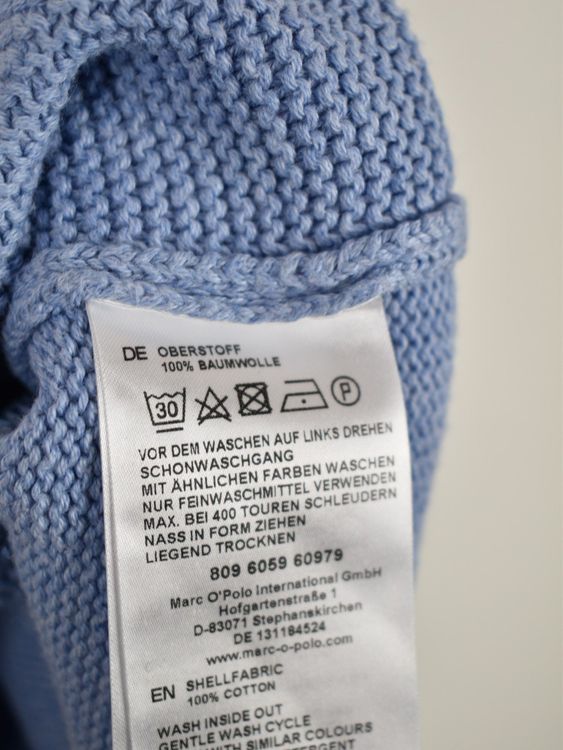 DE OBERSTOFF
100% BAUMWOLLE
30 P
VOR DEM WASCHEN AUF LINKS DREHEN
SCHONWASCHGANG
MIT ÄHNLICHEN FARBEN WASCHEN
NUR FEINWASCHMITTEL VERWENDEN
MAX. BEI 400 TOUREN SCHLEUDERN
NASS IN FORM ZIEHEN
LIEGEND TROCKNEN
809 6059 60979
Marc O'Polo International GmbH
Hofgartenstraße 1
D-83071 Stephanskirchen
DE 131184524
www.marc-o-polo.com
EN SHELLFABRIC
100% COTTON
WASH INSIDE OUT
GENTLE WASH CYCLE
WITH SIMILAR COLOURS